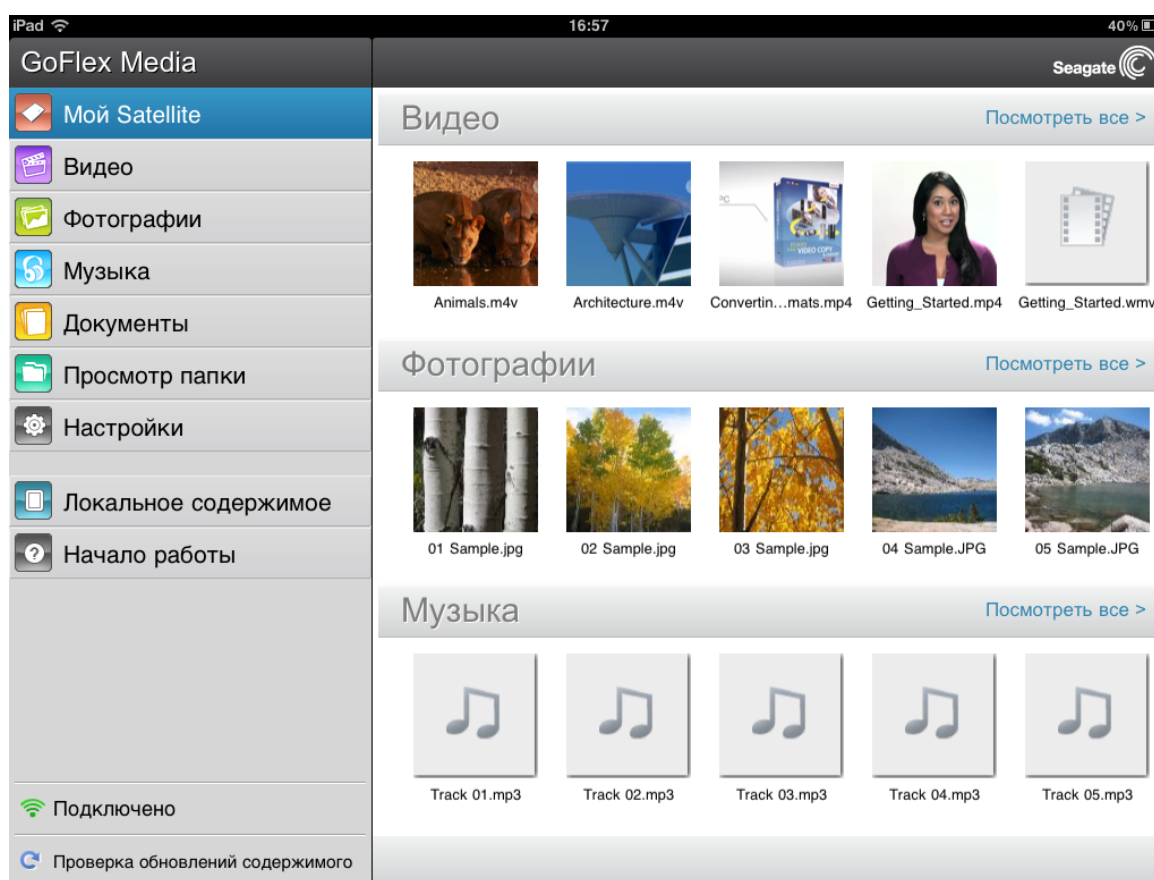 iPad 16:57 40%
GoFlex Media
Seagate
Мой Satellite
Видео
Фотографии
Музыка
Документы
Просмотр папки
Настройки
Локальное содержимое
Начало работы
Подключено
Проверка обновлений содержимого
Видео Посмотреть все >
Animals.m4v Architecture.m4v Convertin...mats.mp4 Getting_Started.mp4 Getting_Started.wmv
Фотографии Посмотреть все >
01 Sample.jpg 02 Sample.jpg 03 Sample.jpg 04 Sample.JPG 05 Sample.JPG
Музыка Посмотреть все >
Track 01.mp3 Track 02.mp3 Track 03.mp3 Track 04.mp3 Track 05.mp3